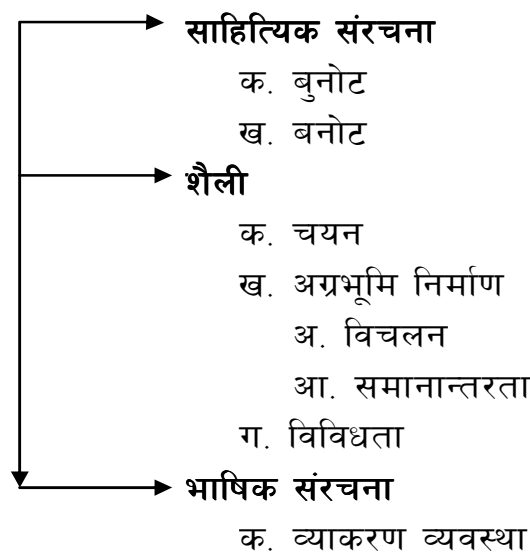 साहित्यिक संरचना
क. बुनोट
ख. बनोट
शैली
क. चयन
ख. अग्रभूमि निर्माण
अ. विचलन
आ. समानान्तरता
ग. विविधता
भाषिक संरचना
क. व्याकरण व्यवस्था